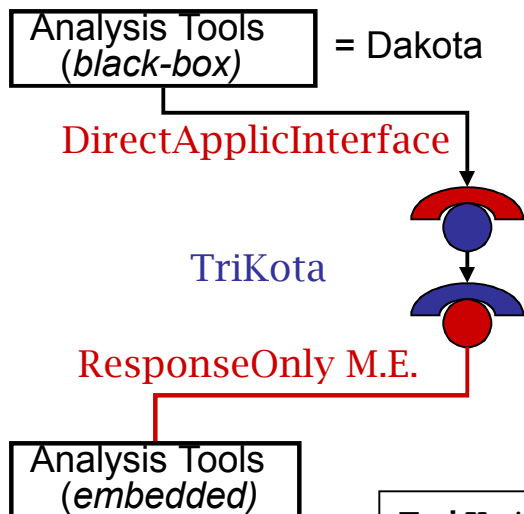 Analysis Tools
(black-box)
= Dakota
DirectApplicInterface
TriKota
ResponseOnly M.E.
Analysis Tools
(embedded)